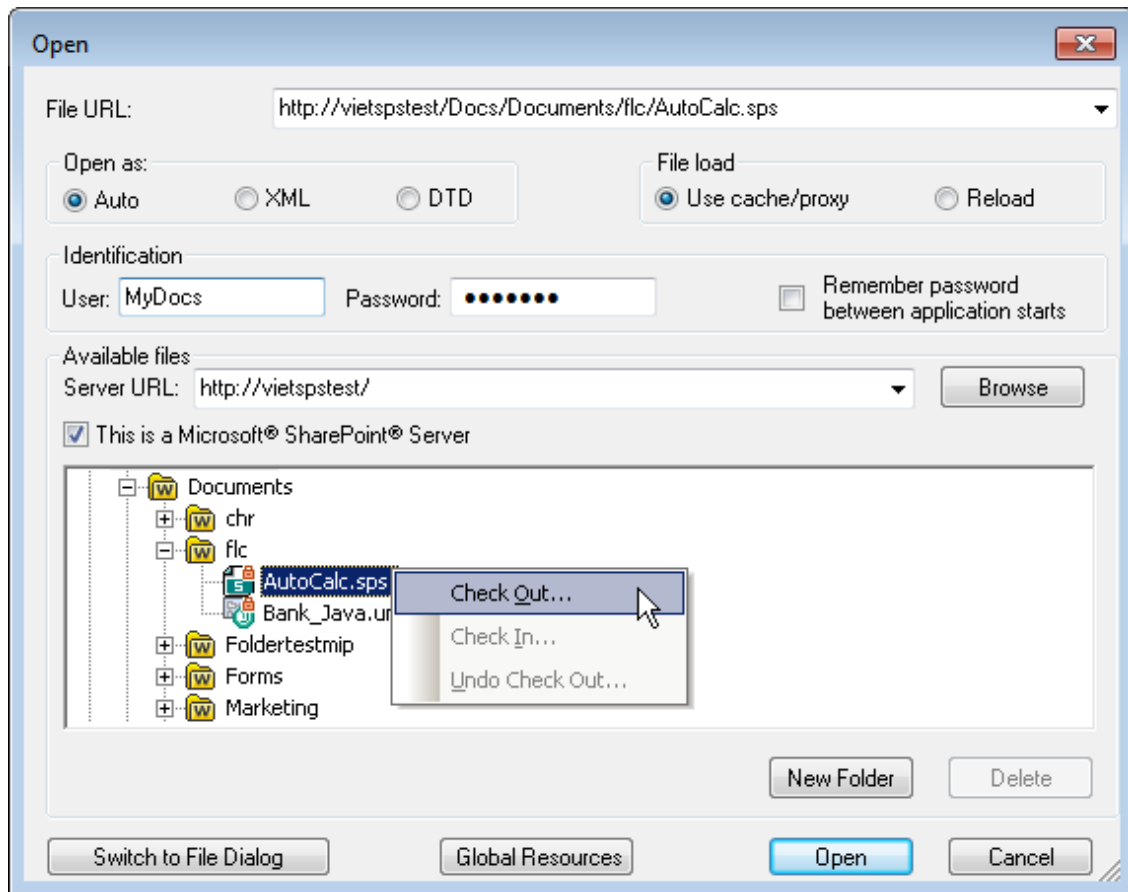 Open
File URL: http://vietspstest/Docs/Documents/flc/AutoCalc.sps
Open as: File load
Auto XML DTD Use cache/proxy Reload
Identification
User: MyDocs Password: Remember password
between application starts
Available files
Server URL: http://vietspstest/ Browse
This is a Microsoft® SharePoint® Server
Documents
chr
flc
AutoCalc.sps Check Out...
Bank_Java.
Check In...
Foldertestmip
Forms Undo Check Out...
Marketing
New Folder Delete
Switch to File Dialog Global Resources Open Cancel